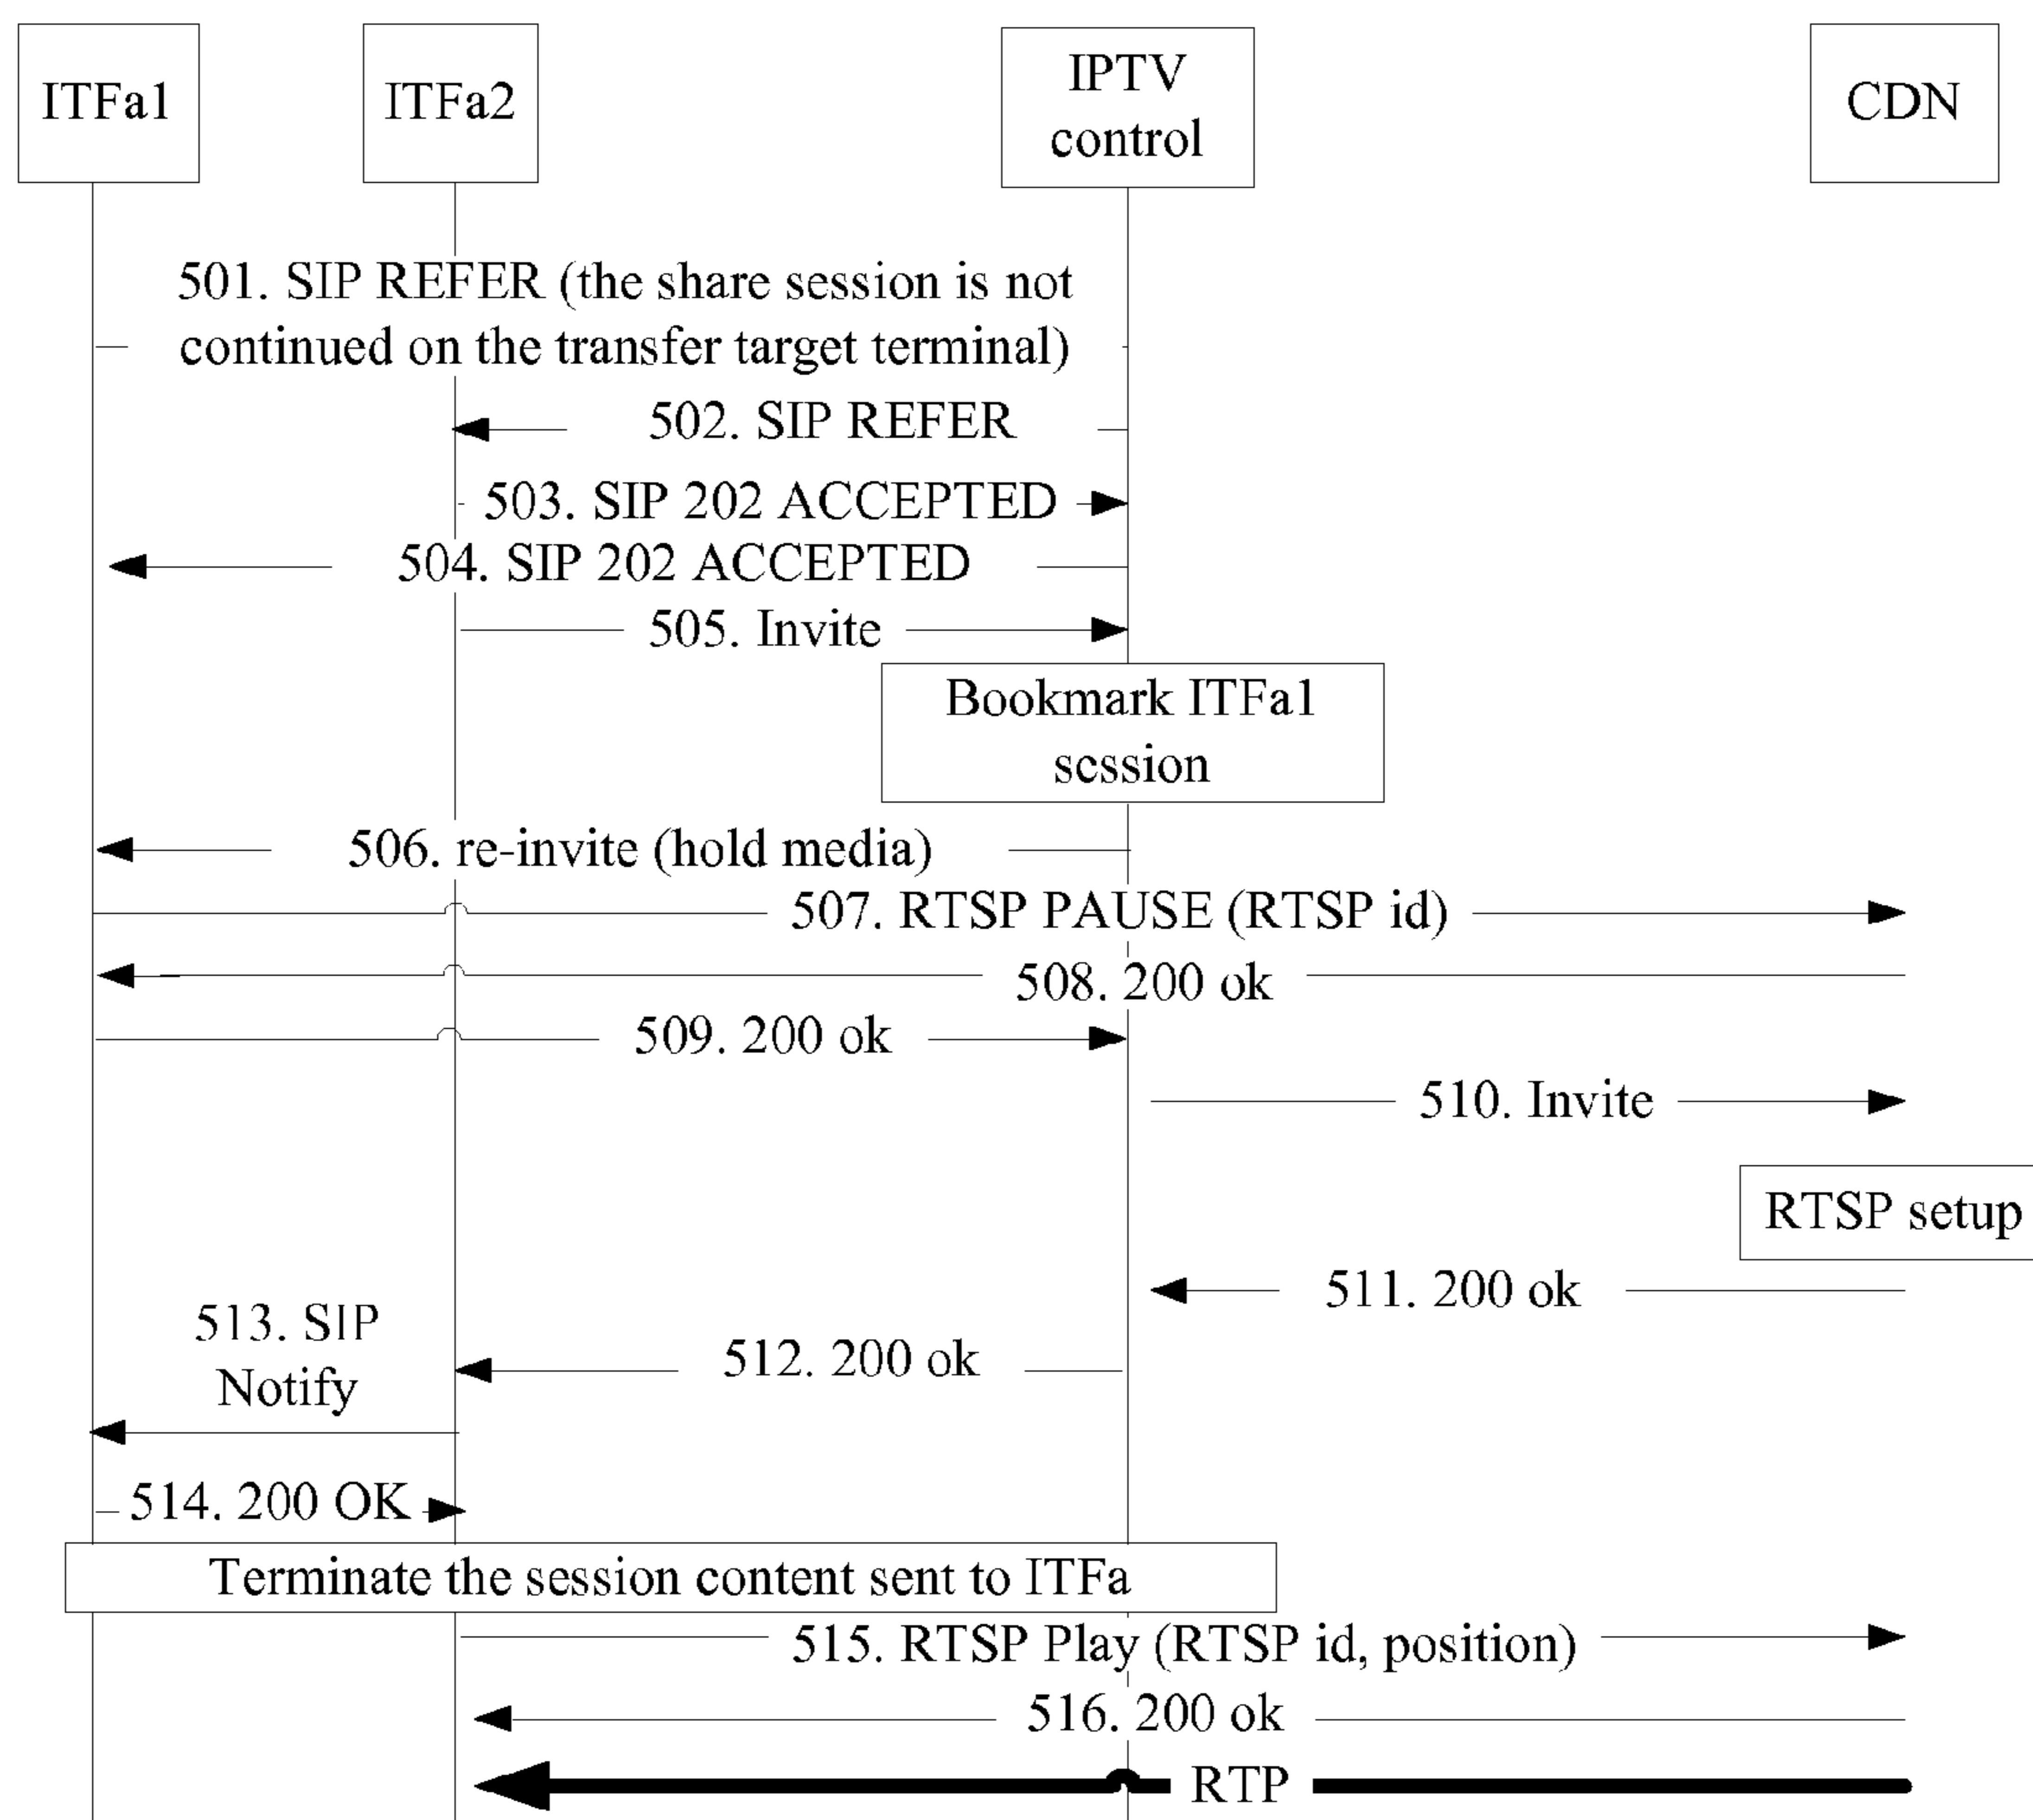 ITFa1
ITFa2
IPTV
control
CDN
501. SIP REFER (the share session is not
continued on the transfer target terminal)
502. SIP REFER
503. SIP 202 ACCEPTED
504. SIP 202 ACCEPTED
505. Invite
Bookmark ITFa1
session
506. re-invite (hold media)
507. RTSP PAUSE (RTSP id)
508. 200 ok
509. 200 ok
510. Invite
RTSP setup
511. 200 ok
512. 200 ok
513. SIP
Notify
514. 200 OK
Terminate the session content sent to ITFa
515. RTSP Play (RTSP id, position)
516. 200 ok
RTP